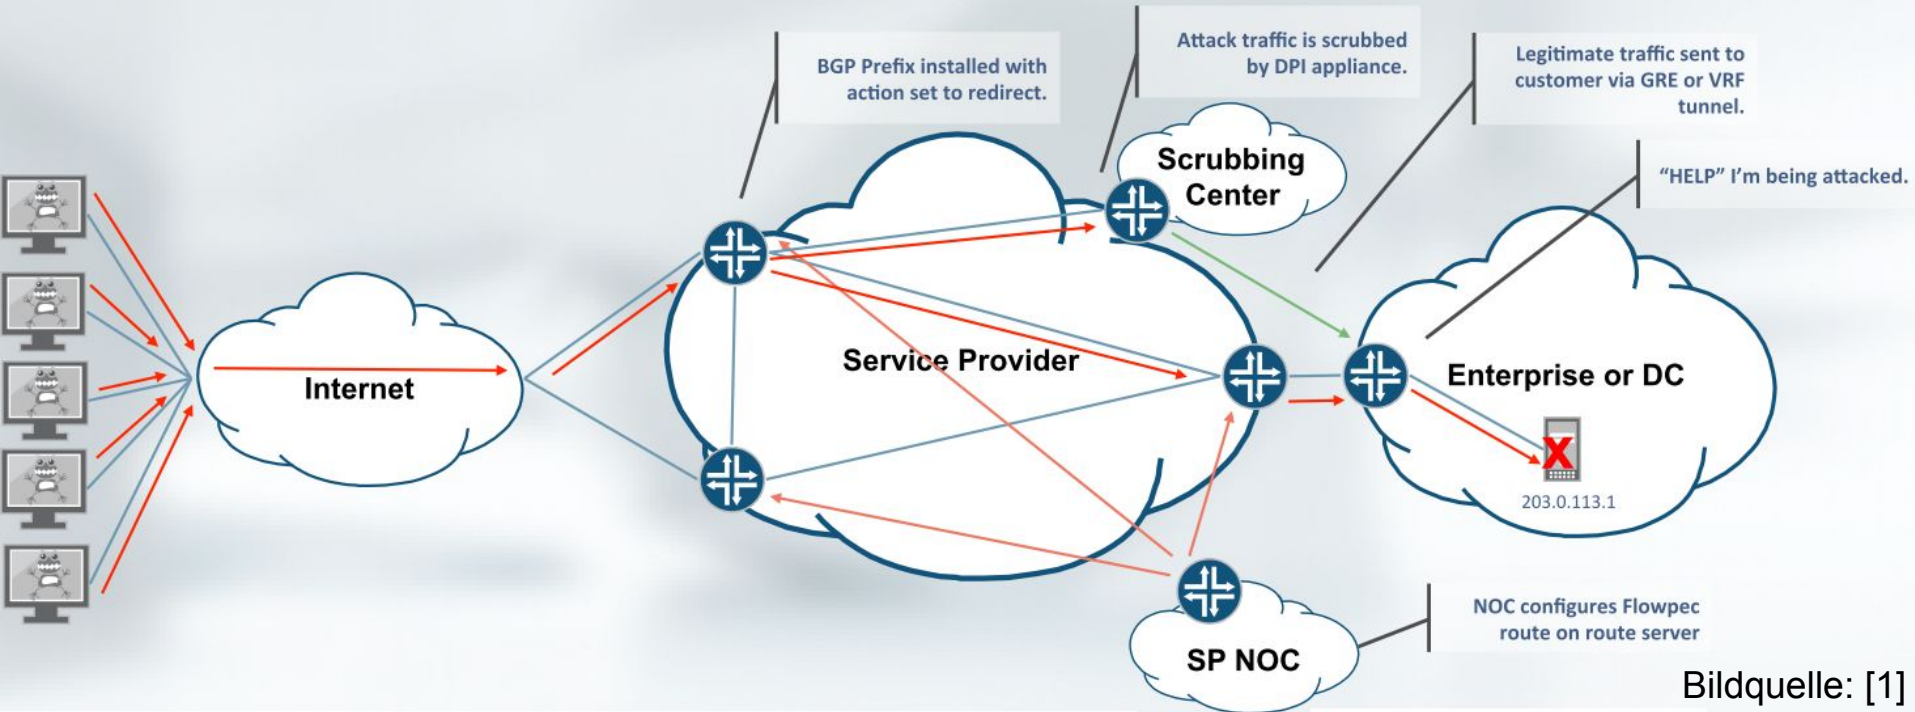 BGP Prefix installed with
action set to redirect.
Attack traffic is scrubbed
by DPI appliance.
Legitimate traffic sent to
customer via GRE or VRF
tunnel.
"HELP" I'm being attacked.
Scrubbing
Center
Internet
Service Provider
Enterprise or DC
X
203.0.113.1
NOC configures Flowpec
route on route server
SP NOC
Bildquelle: [1]